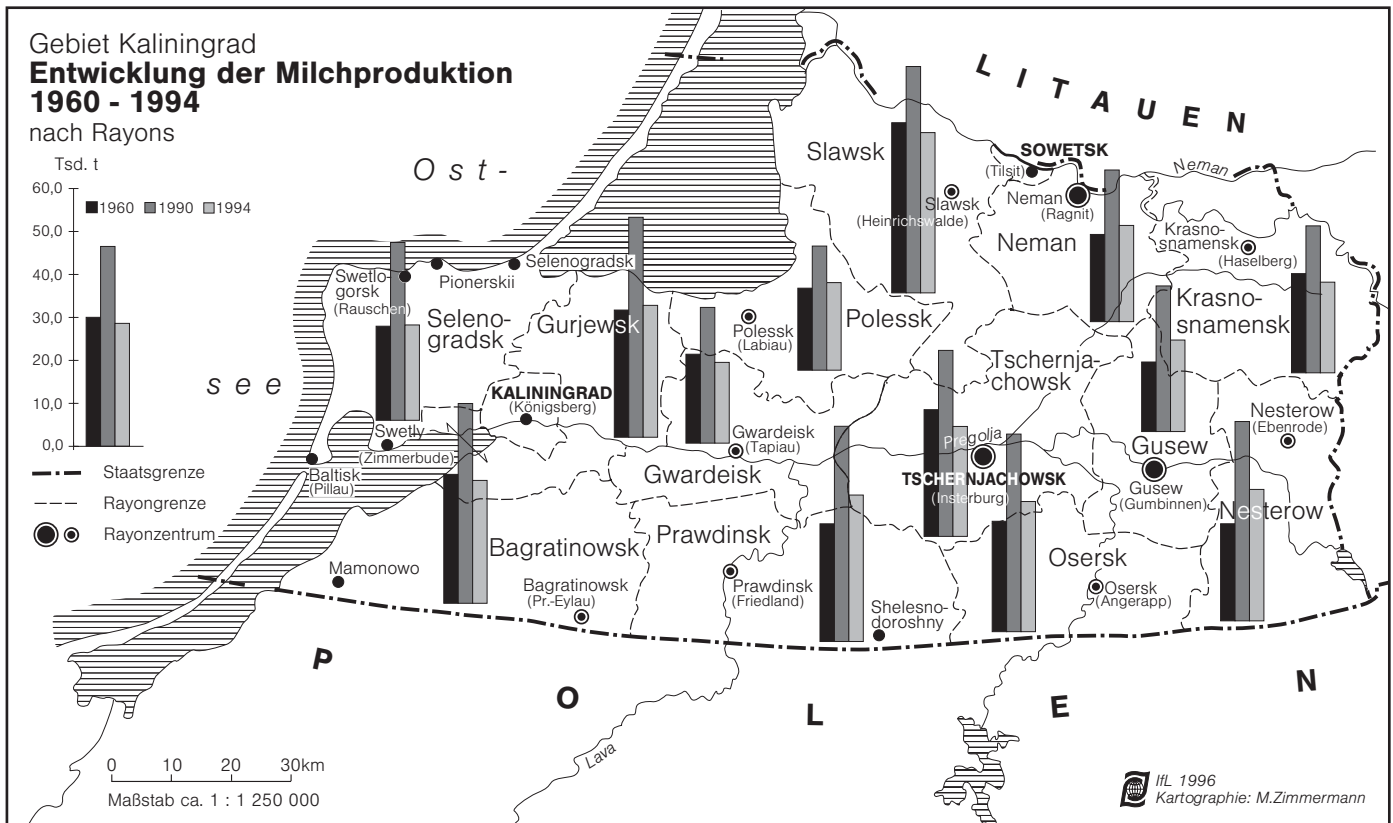 Gebiet Kaliningrad
Entwicklung der Milchproduktion
1960 - 1994
nach Rayons
Tsd. t
60,0
50,0
40,0
30,0
20,0
10,0
0,0
1960 1990 1994
Staatsgrenze
Rayongrenze
Rayonzentrum
Ost-
see
LITAUEN
Slawsk
SOWETSK
(Tilsit)
Neman
Neman
(Ragnit)
Slawsk
(Heinrichswalde)
Neman
Krasno-
snamensk
(Haselberg)
Krasno-
snamensk
Swetlo-
gorsk
(Rauschen)
Pionerskii
Selenogradsk
Seleno-
gradsk
Gurjewsk
Polessk
(Labiau)
Polessk
Tschernja-
chowsk
KALININGRAD
(Königsberg)
Swetly
(Zimmerbude)
Baltisk
(Pillau)
Gwardeisk
(Tapiau)
Gwardeisk
Pregolja
TSCHERNJACHOWSK
(Insterburg)
Gusew
Gusew
(Gumbinnen)
Nesterow
(Ebenrode)
Nesterow
Mamonowo
Bagratinowsk
Bagratinowsk
(Pr.-Eylau)
Prawdinsk
Prawdinsk
(Friedland)
Shelesno-
doroshny
Osersk
Osersk
(Angerapp)
POLEN
Lava
0 10 20 30km
Maßstab ca. 1 : 1 250 000
IfL 1996
Kartographie: M.Zimmermann